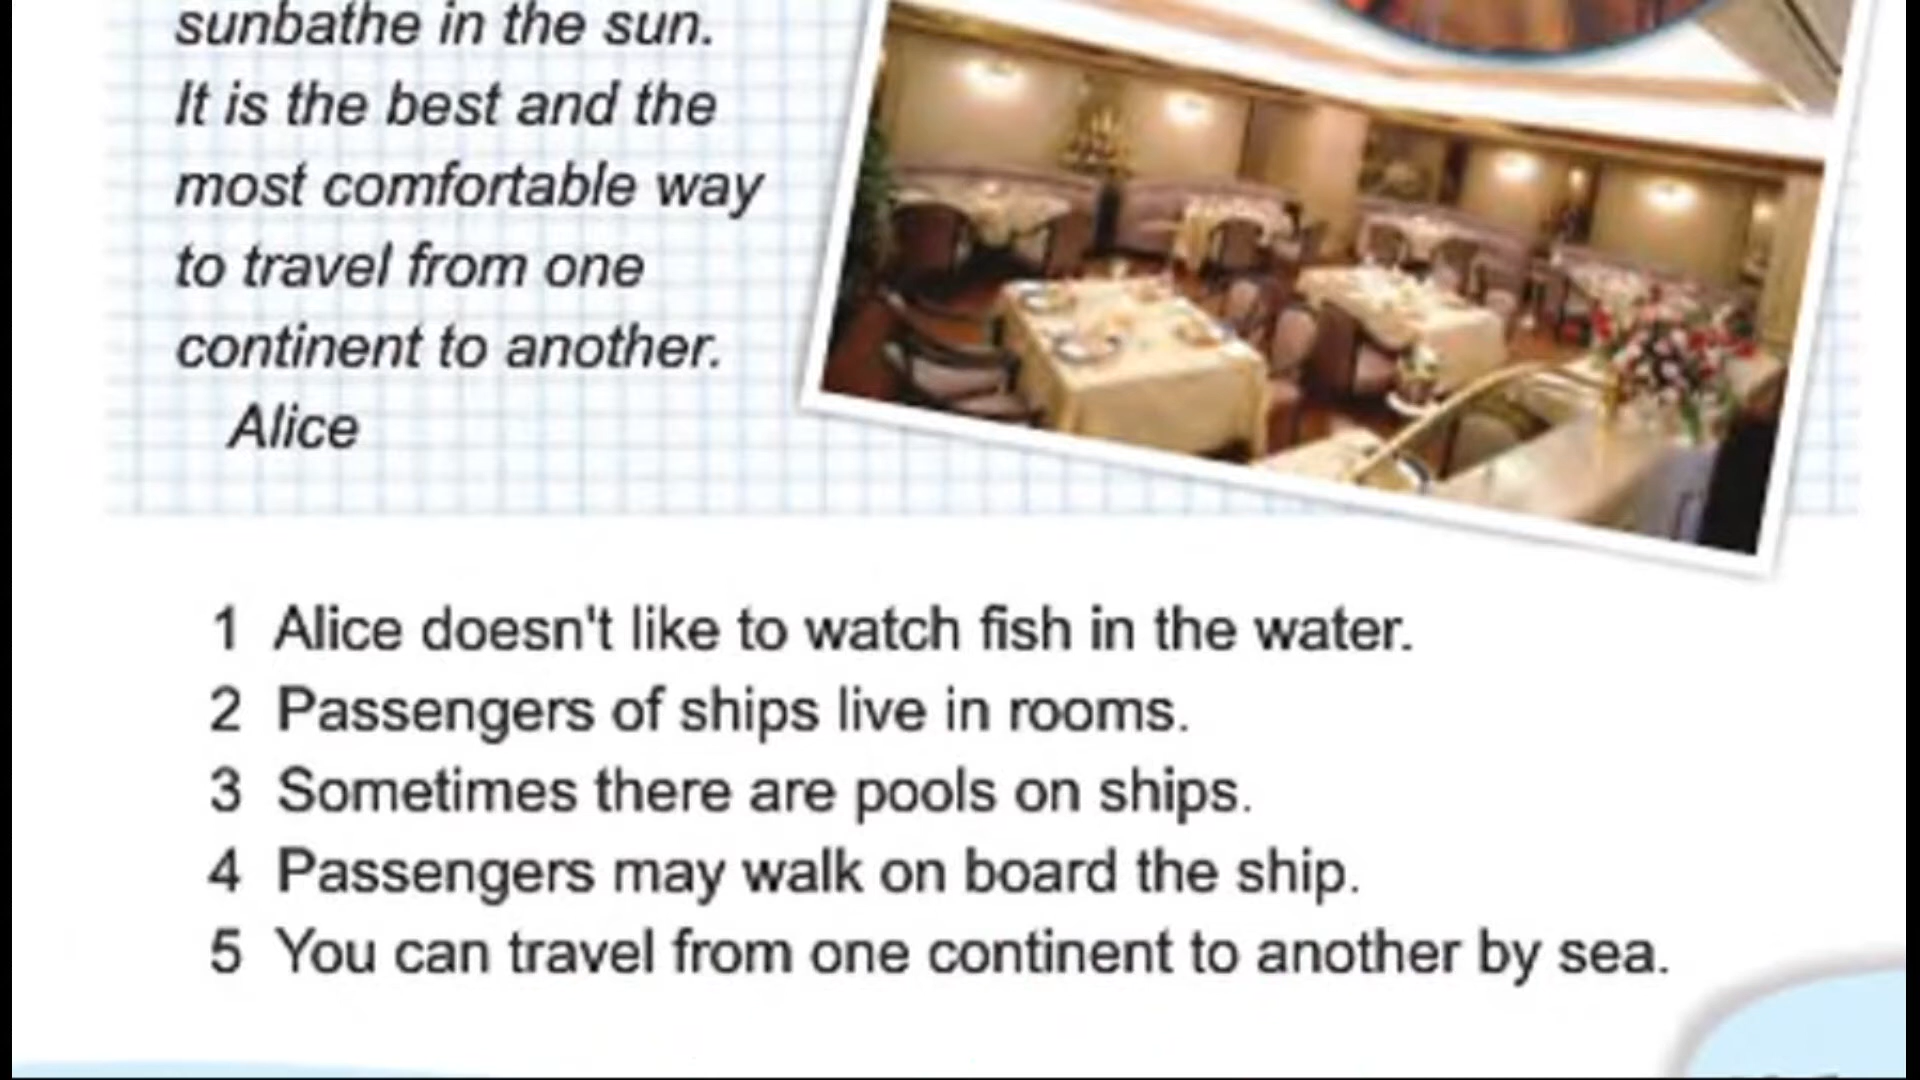 sunbathe in the sun.
It is the best and the
most comfortable way
to travel from one
continent to another.
Alice
1 Alice doesn't like to watch fish in the water.
2 Passengers of ships live in rooms.
3 Sometimes there are pools on ships.
4 Passengers may walk on board the ship.
5 You can travel from one continent to another by sea.